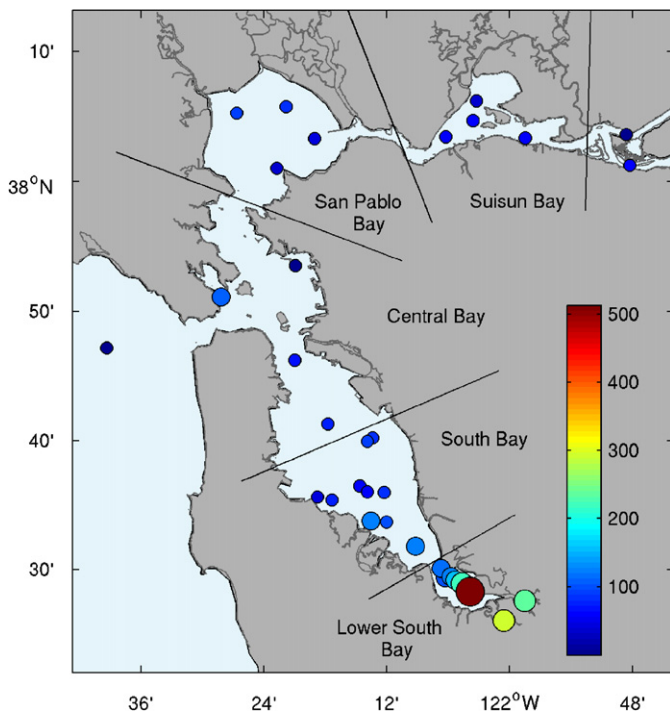 10'
38°N
San Pablo
Bay
Suisun Bay
50'
Central Bay
500
400
40'
South Bay
300
200
30'
100
Lower South
Bay
36'
24'
12'
122°W
48'